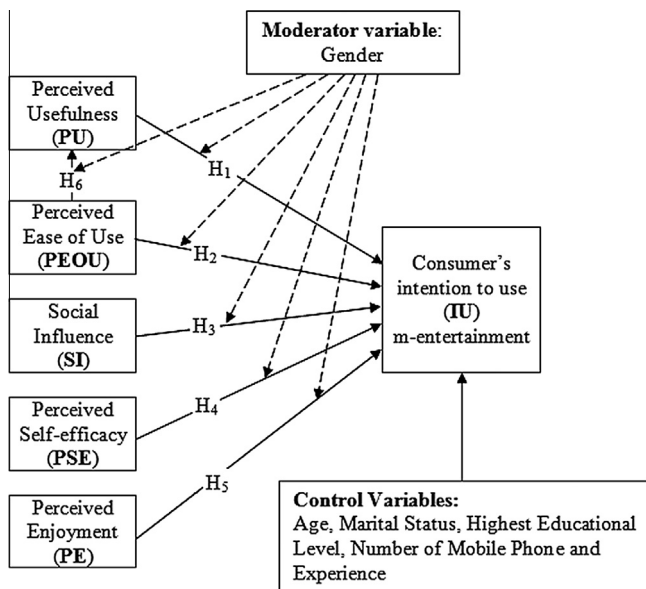 Moderator variable:
Gender
Perceived
Usefulness
(PU)
H1
H6
Perceived
Ease of Use
(PEOU)
H2
Consumer's
intention to use
(IU)
m-entertainment
Social
Influence
(SI)
H3
Perceived
Self-efficacy
(PSE)
H4
Perceived
Enjoyment
(PE)
H5
Control Variables:
Age, Marital Status, Highest Educational
Level, Number of Mobile Phone and
Experience